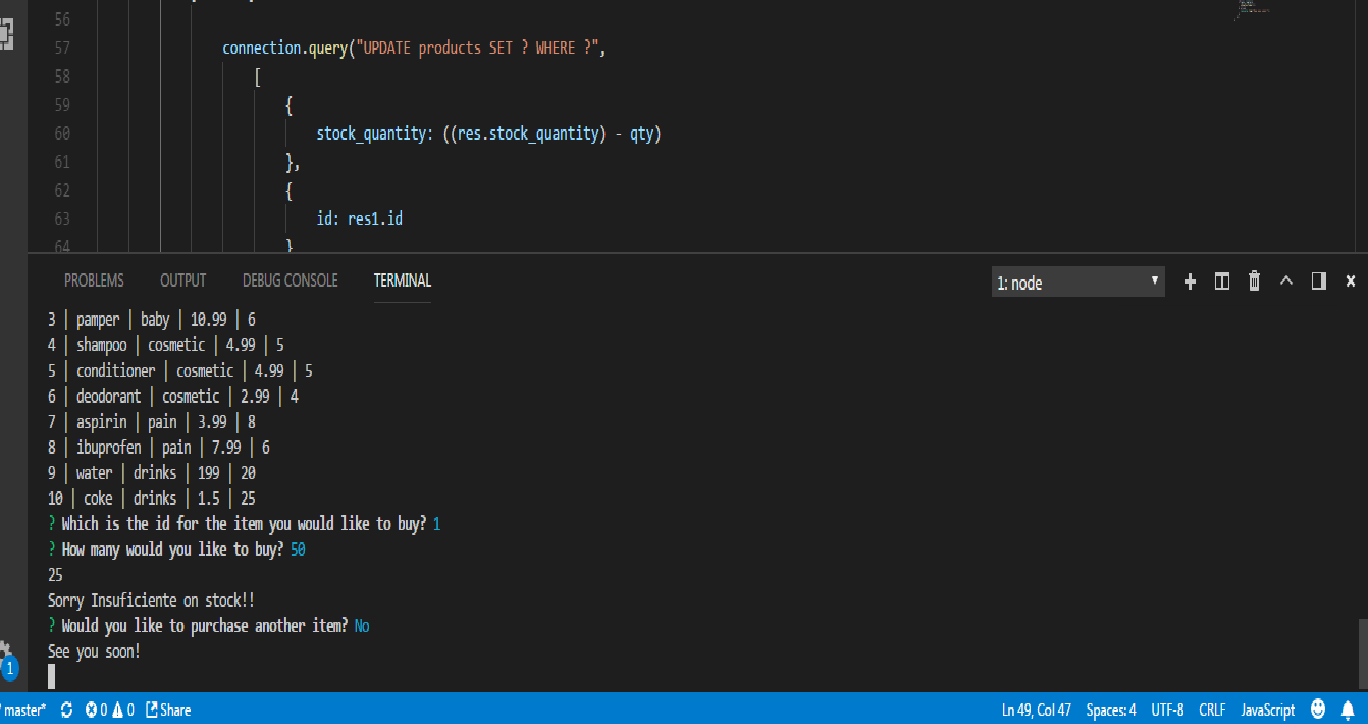 56
57 connection.query("UPDATE products SET ? WHERE ?",
58 [
59 {
60 stock_quantity: ((res.stock_quantity) - qty)
61 },
62 {
63 id: res1.id
64 }
PROBLEMS OUTPUT DEBUG CONSOLE TERMINAL 1: node
3 | pamper | baby | 10.99 | 6
4 | shampoo | cosmetic | 4.99 | 5
5 | conditioner | cosmetic | 4.99 | 5
6 | deodorant | cosmetic | 2.99 | 4
7 | aspirin | pain | 3.99 | 8
8 | ibuprofen | pain | 7.99 | 6
9 | water | drinks | 199 | 20
10 | coke | drinks | 1.5 | 25
? Which is the id for the item you would like to buy? 1
? How many would you like to buy? 50
25
Sorry Insuficiente on stock!!
? Would you like to purchase another item? No
See you soon!
1
master* 0 0 Share Ln 49, Col 47 Spaces: 4 UTF-8 CRLF JavaScript